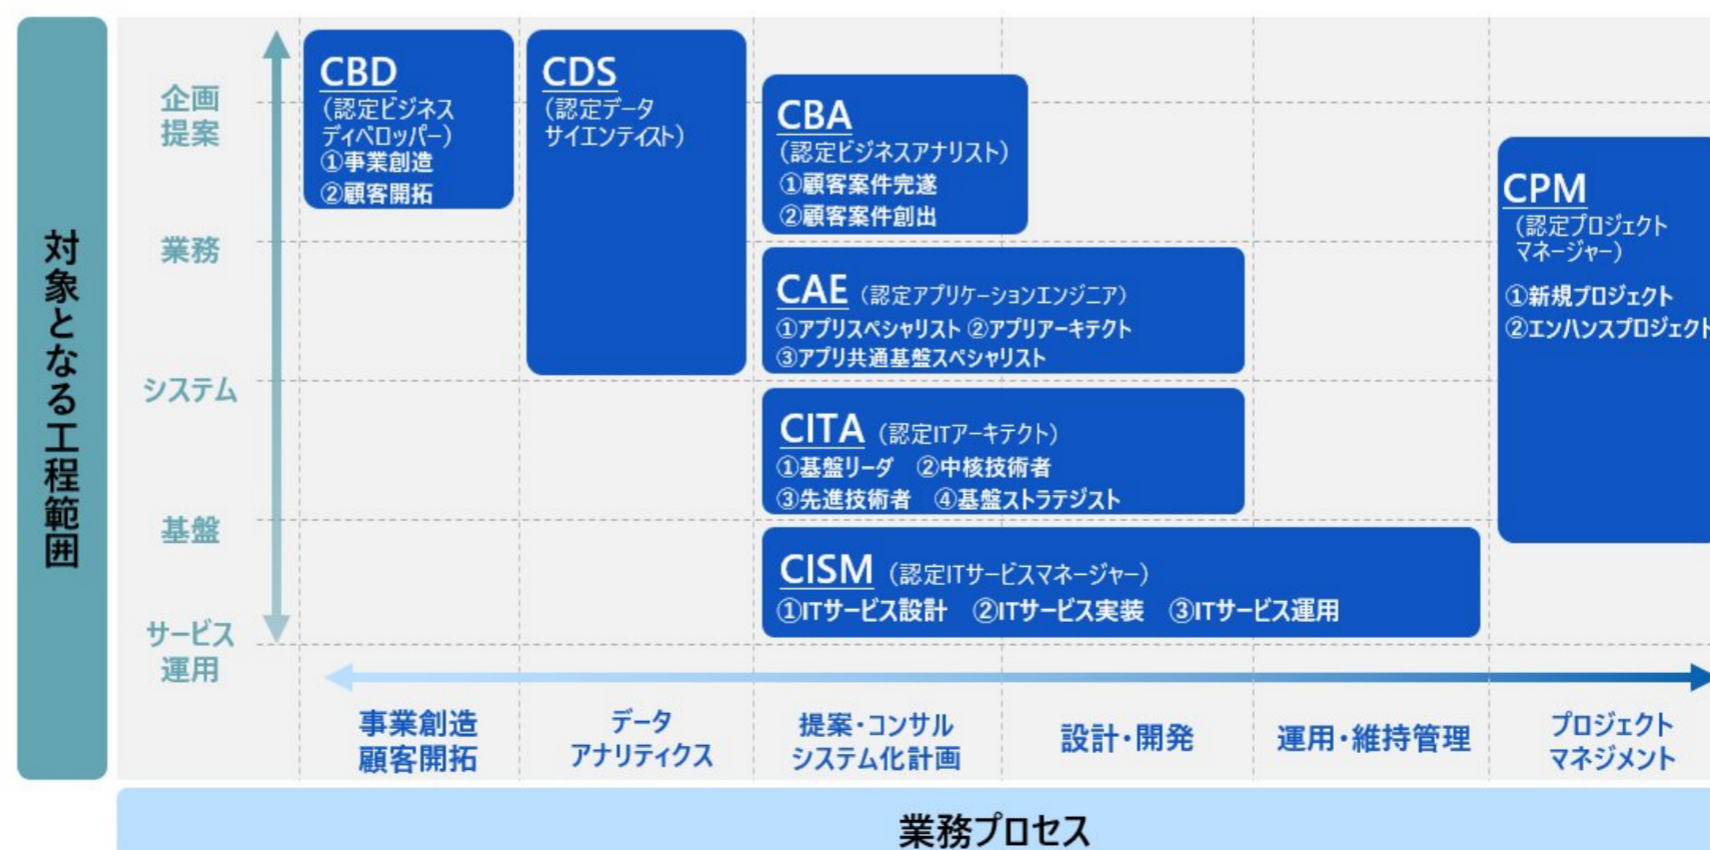 対象となる工程範囲
企画
提案
業務
システム
基盤
サービス
運用
CBD
（認定ビジネス
ディベロッパー）
①事業創造
②顧客開拓
CDS
（認定データ
サイエンティスト）
CBA
（認定ビジネスアナリスト）
①顧客案件完遂
②顧客案件創出
CAE（認定アプリケーションエンジニア）
①アプリスペシャリスト ②アプリアーキテクト
③アプリ共通基盤スペシャリスト
CITA（認定ITアーキテクト）
①基盤リーダ　②中核技術者
③先進技術者　④基盤ストラテジスト
CISM（認定ITサービスマネージャー）
①ITサービス設計　②ITサービス実装　③ITサービス運用
CPM
（認定プロジェクト
マネージャー）
①新規プロジェクト
②エンハンスプロジェクト
事業創造
顧客開拓
データ
アナリティクス
提案・コンサル
システム化計画
設計・開発
運用・維持管理
プロジェクト
マネジメント
業務プロセス